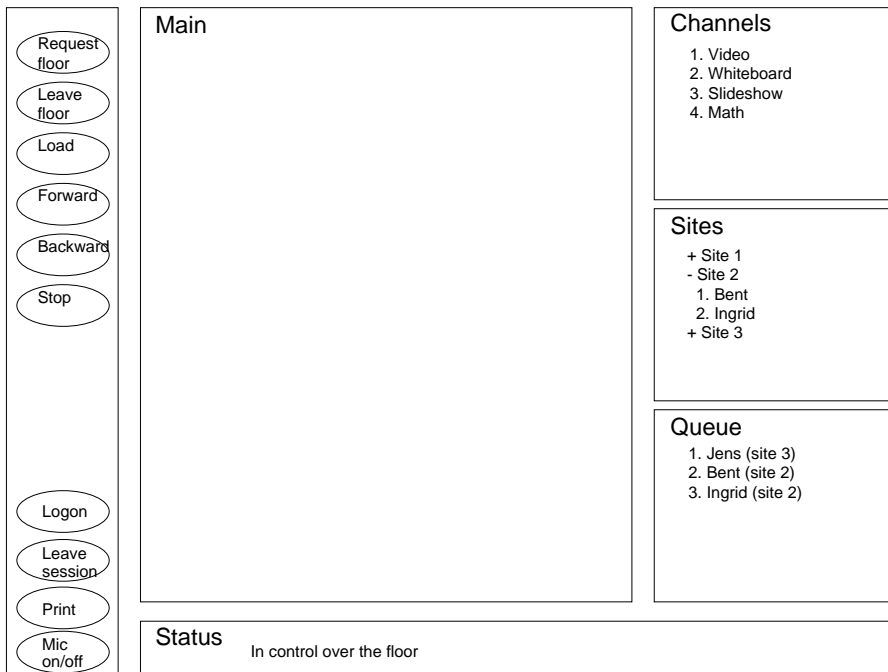 Request
floor
Leave
floor
Load
Forward
Backward
Stop
Logon
Leave
session
Print
Mic
on/off
Main
Channels
1. Video
2. Whiteboard
3. Slideshow
4. Math
Sites
+ Site 1
- Site 2
1. Bent
2. Ingrid
+ Site 3
Queue
1. Jens (site 3)
2. Bent (site 2)
3. Ingrid (site 2)
Status
In control over the floor